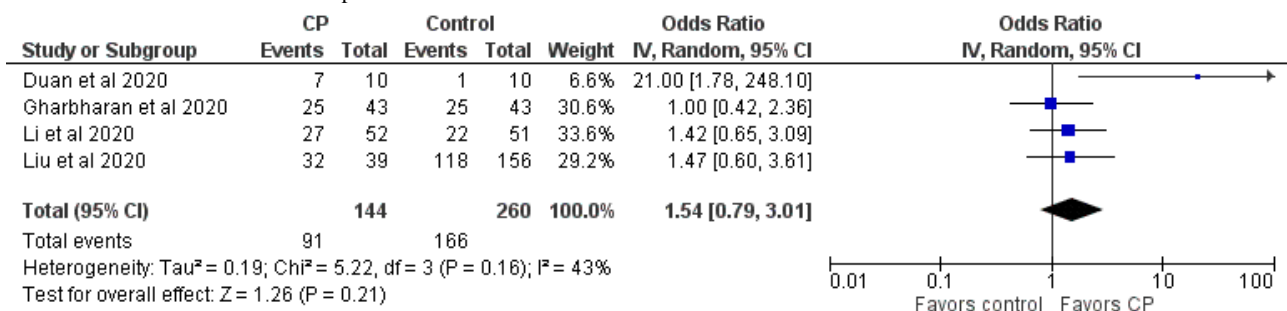 CP Control Odds Ratio Odds Ratio
Study or Subgroup Events Total Events Total Weight IV, Random, 95% CI IV, Random, 95% CI
Duan et al 2020 7 10 1 10 6.6% 21.00 [1.78, 248.10]
Gharbharan et al 2020 25 43 25 43 30.6% 1.00 [0.42, 2.36]
Li et al 2020 27 52 22 51 33.6% 1.42 [0.65, 3.09]
Liu et al 2020 32 39 118 156 29.2% 1.47 [0.60, 3.61]
Total (95% CI) 144 260 100.0% 1.54 [0.79, 3.01]
Total events 91 166
Heterogeneity: Tau² = 0.19; Chi² = 5.22, df = 3 (P = 0.16); I² = 43%
Test for overall effect: Z = 1.26 (P = 0.21)
0.01 0.1 1 10 100
Favors control Favors CP